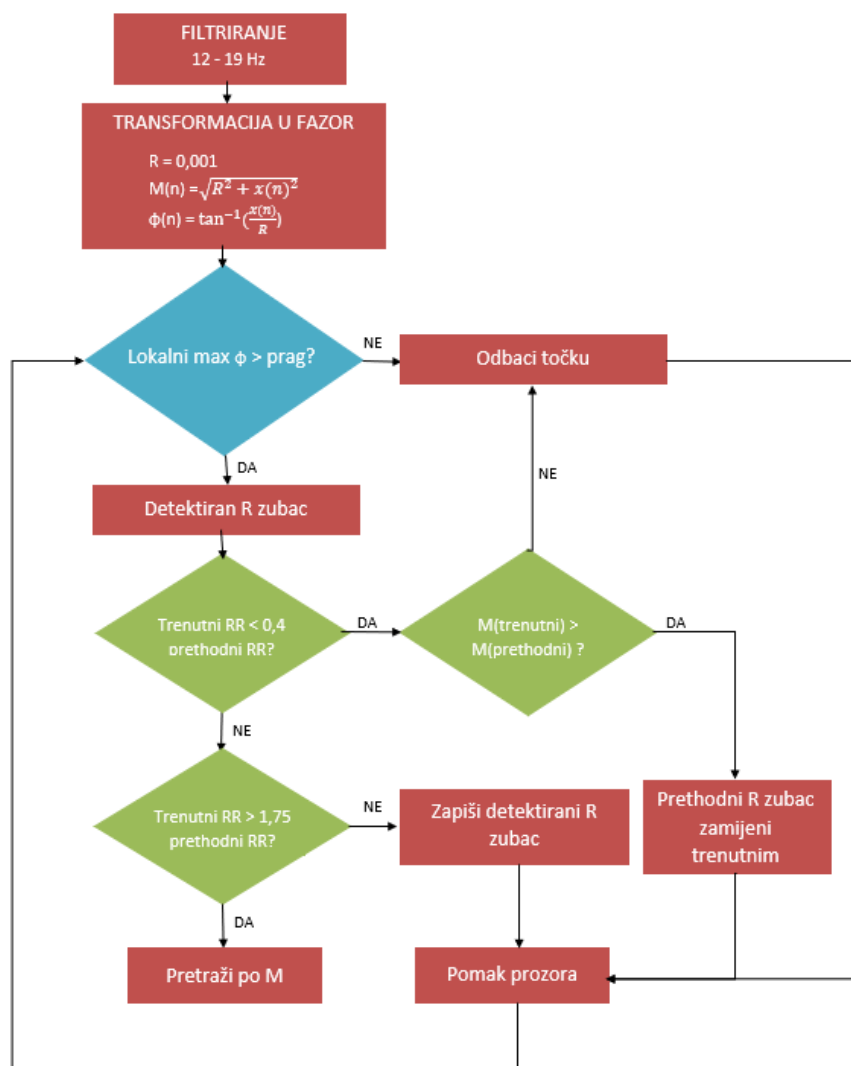 FILTRIRANJE
12 - 19 Hz
TRANSFORMACIJA U FAZOR
R = 0,001
M(n) =√(R² + x(n)²)
ϕ(n) = tan⁻¹(x(n)/R)
Lokalni max ϕ > prag?
NE
Odbaci točku
DA
NE
Detektiran R zubac
Trenutni RR < 0,4
prethodni RR?
DA
M(trenutni) >
M(prethodni) ?
DA
NE
Trenutni RR > 1,75
prethodni RR?
NE
Zapiši detektirani R
zubac
Prethodni R zubac
zamijeni
trenutnim
DA
Pretraži po M
Pomak prozora